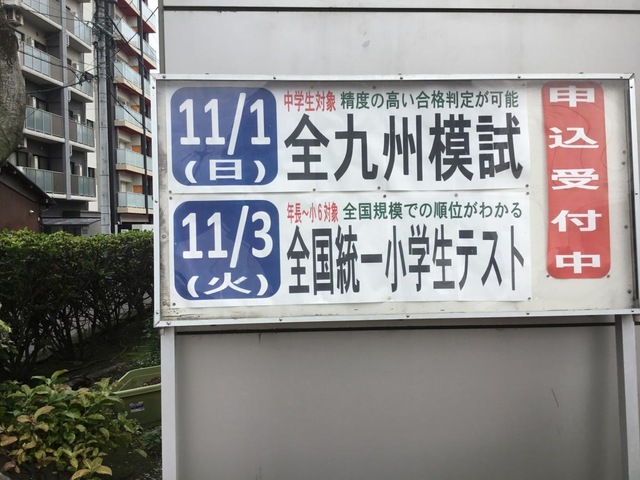 11/1
(日)
中学生対象 精度の高い合格判定が可能
全九州模試
11/3
(火)
年長～小6対象 全国規模での順位がわかる
全国統一小学生テスト
申込受付中